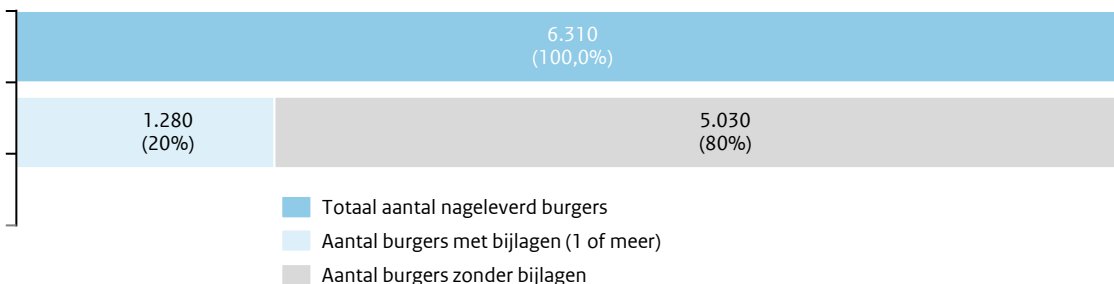 6.310
(100,0%)
1.280
(20%)
5.030
(80%)
Totaal aantal nageleverd burgers
Aantal burgers met bijlagen (1 of meer)
Aantal burgers zonder bijlagen